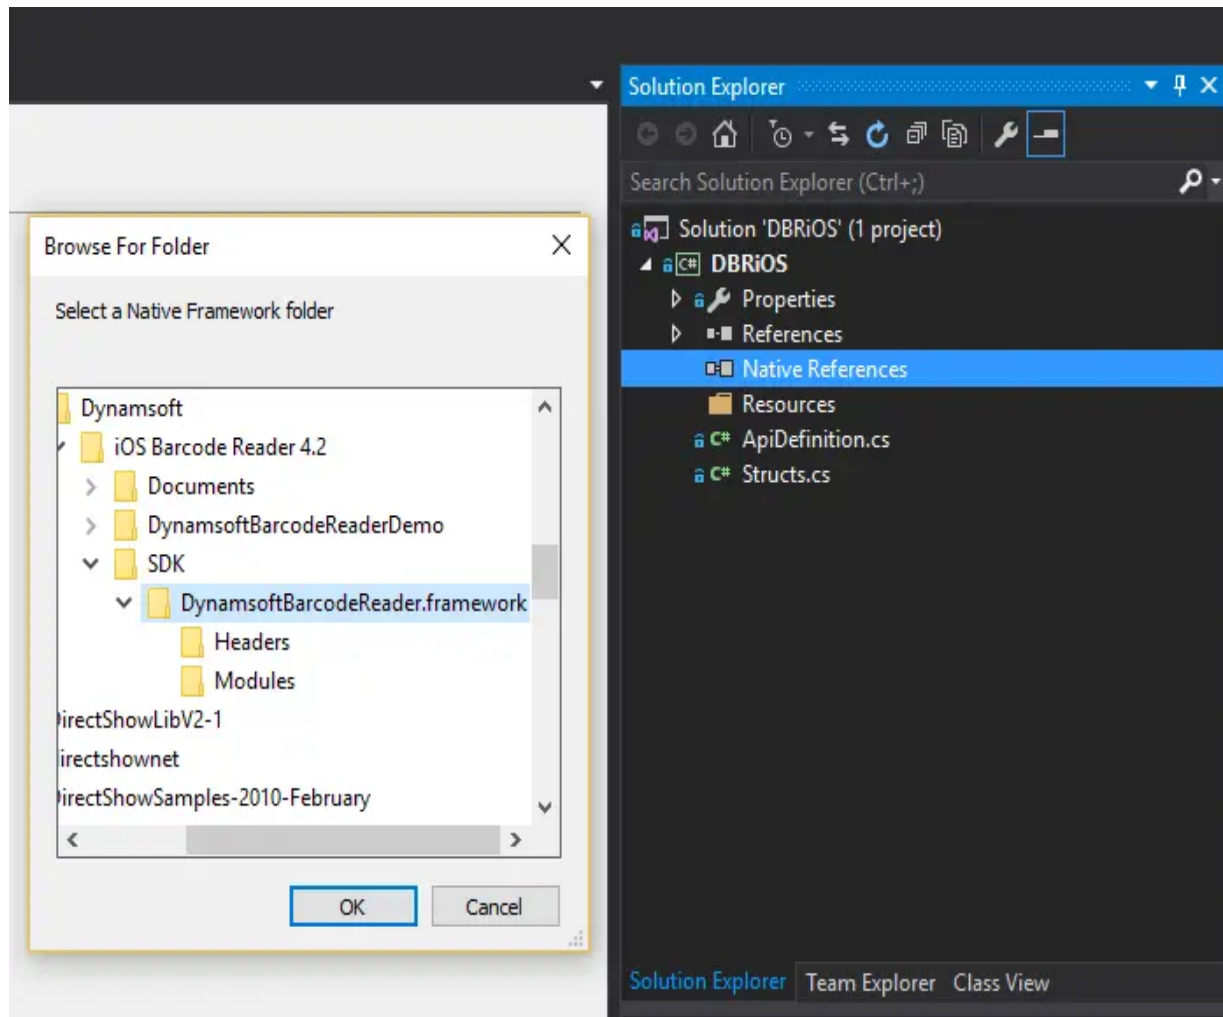 Solution Explorer
Search Solution Explorer (Ctrl+;)
Solution 'DBRiOS' (1 project)
C# DBRiOS
Properties
References
Native References
Resources
C# ApiDefinition.cs
C# Structs.cs
Solution Explorer Team Explorer Class View
Browse For Folder
Select a Native Framework folder
Dynamsoft
iOS Barcode Reader 4.2
Documents
DynamsoftBarcodeReaderDemo
SDK
DynamsoftBarcodeReader.framework
Headers
Modules
irectShowLibV2-1
irectshownet
irectShowSamples-2010-February
OK Cancel